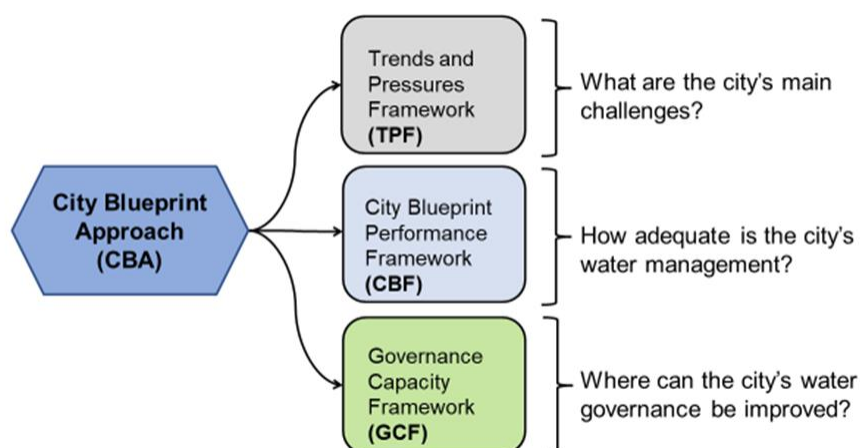 City Blueprint
Approach
(CBA)
Trends and
Pressures
Framework
(TPF)
What are the city's main
challenges?
City Blueprint
Performance
Framework
(CBF)
How adequate is the city's
water management?
Governance
Capacity
Framework
(GCF)
Where can the city's water
governance be improved?